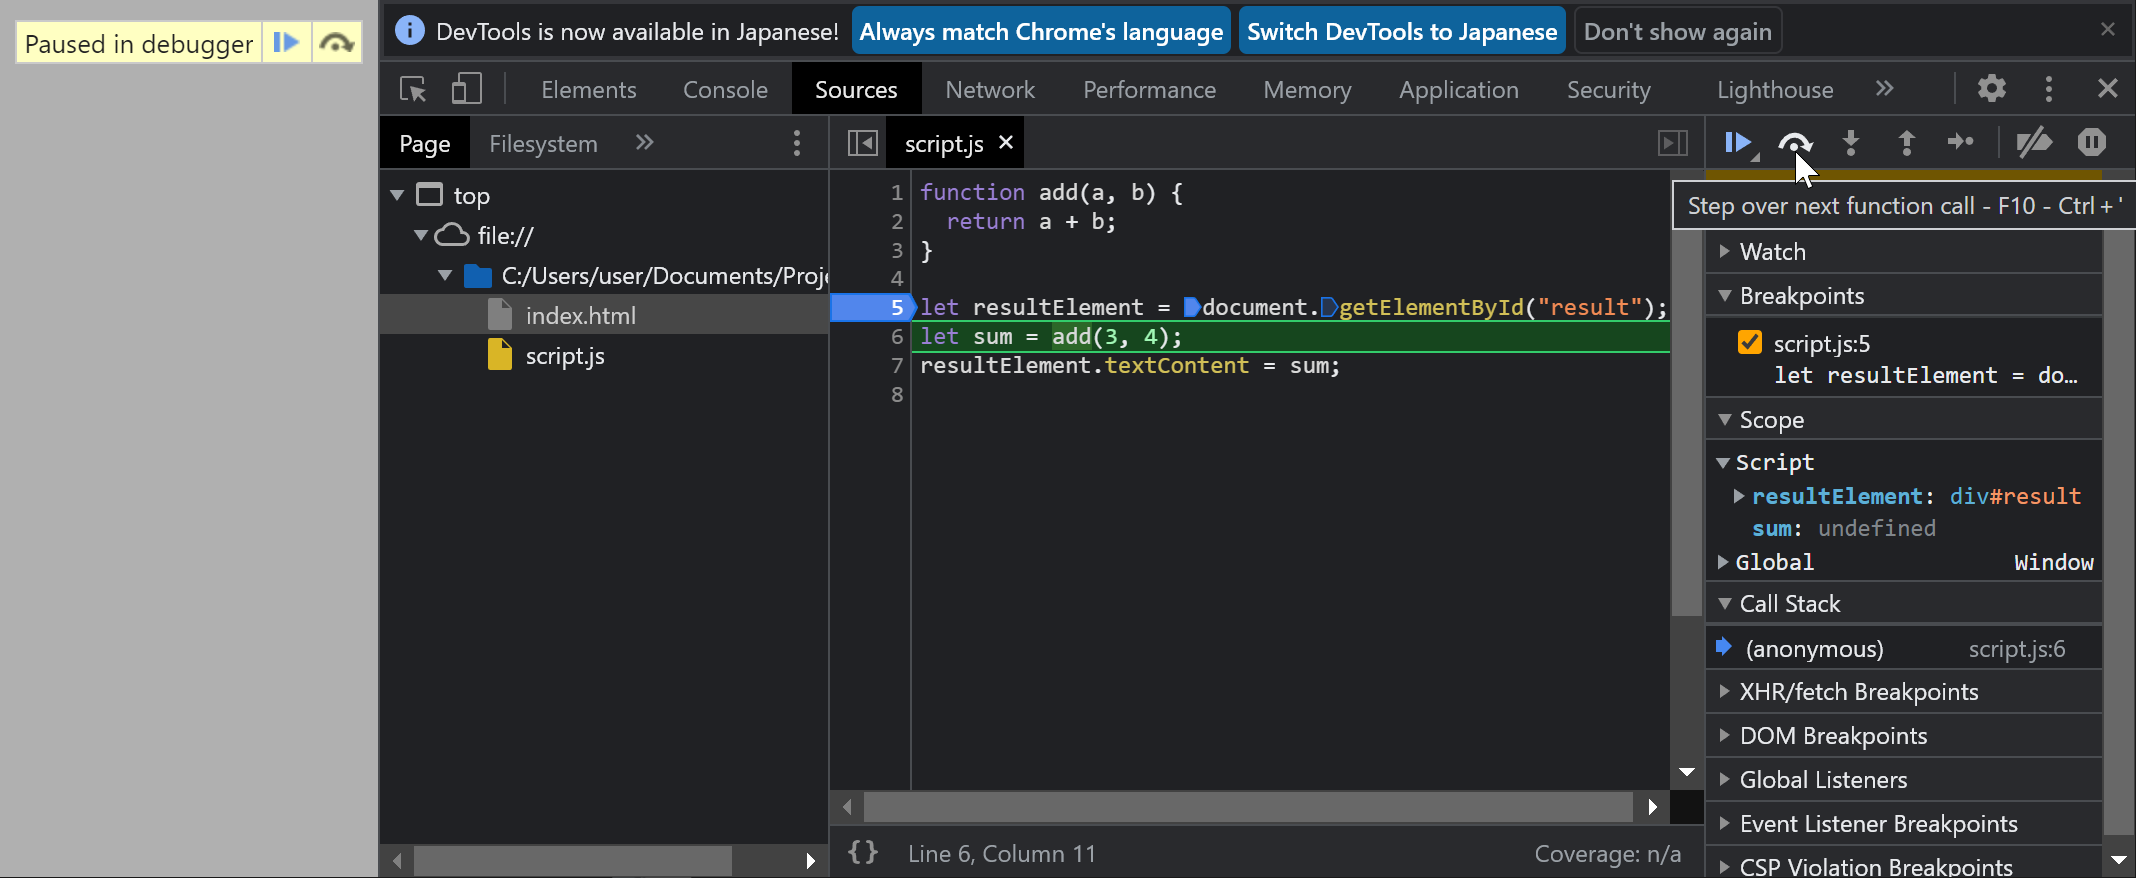 Paused in debugger
DevTools is now available in Japanese! Always match Chrome's language Switch DevTools to Japanese Don't show again
Elements Console Sources Network Performance Memory Application Security Lighthouse
Page Filesystem
script.js
Step over next function call - F10 - Ctrl + '
top
file://
C:/Users/user/Documents/Proje
index.html
script.js
1 function add(a, b) {
2 return a + b;
3 }
4
5 let resultElement = document.getElementById("result");
6 let sum = add(3, 4);
7 resultElement.textContent = sum;
8
{} Line 6, Column 11 Coverage: n/a
Watch
Breakpoints
script.js:5
let resultElement = do…
Scope
Script
resultElement: div#result
sum: undefined
Global Window
Call Stack
(anonymous) script.js:6
XHR/fetch Breakpoints
DOM Breakpoints
Global Listeners
Event Listener Breakpoints
CSP Violation Breakpoints